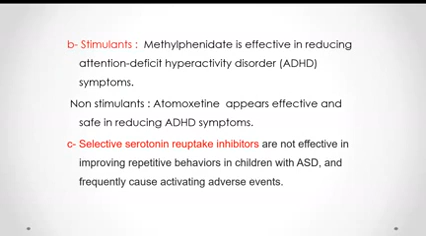 b- Stimulants : Methylphenidate is effective in reducing
attention-deficit hyperactivity disorder (ADHD)
symptoms.
Non stimulants : Atomoxetine appears effective and
safe in reducing ADHD symptoms.
c- Selective serotonin reuptake inhibitors are not effective in
improving repetitive behaviors in children with ASD, and
frequently cause activating adverse events.